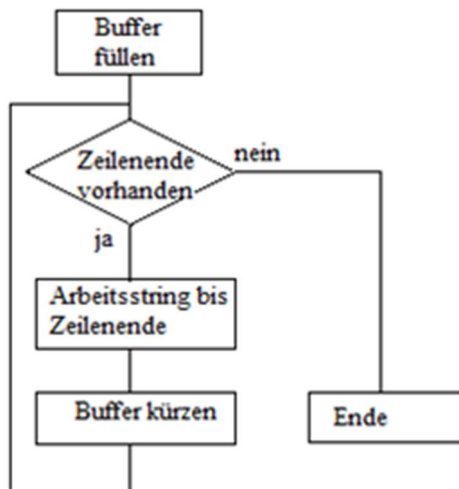 Buffer
füllen
Zeilenende
vorhanden
nein
ja
Arbeitsstring bis
Zeilenende
Buffer kürzen
Ende